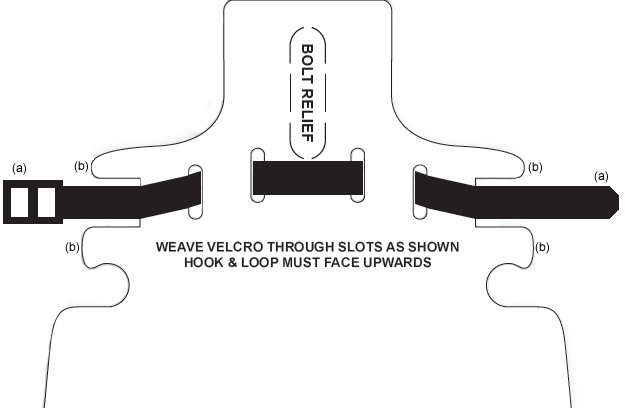 BOLT RELIEF
(a)
(b)
(b)
(a)
(b)
(b)
WEAVE VELCRO THROUGH SLOTS AS SHOWN
HOOK & LOOP MUST FACE UPWARDS